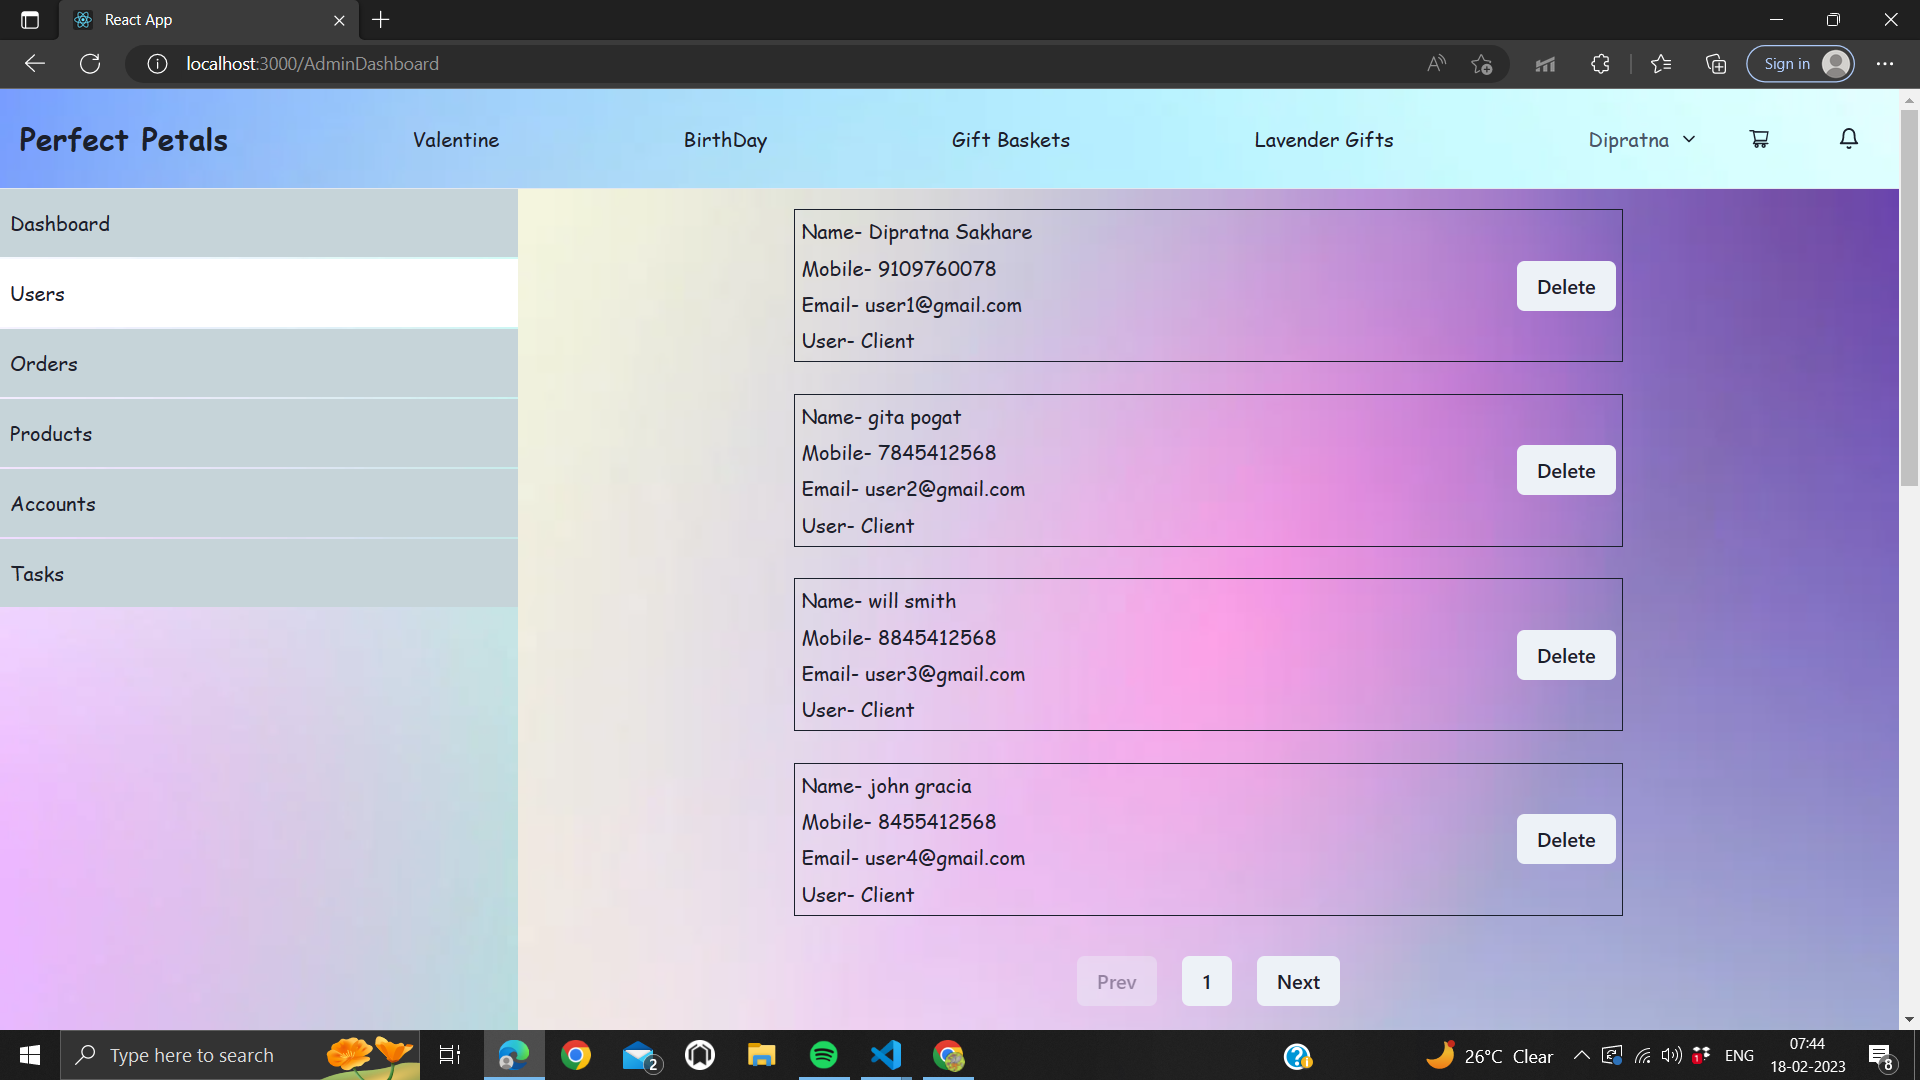 React App
localhost:3000/AdminDashboard
Sign in
Perfect Petals
Valentine
BirthDay
Gift Baskets
Lavender Gifts
Dipratna
Dashboard
Users
Orders
Products
Accounts
Tasks
Name- Dipratna Sakhare
Mobile- 9109760078
Email- user1@gmail.com
User- Client
Delete
Name- gita pogat
Mobile- 7845412568
Email- user2@gmail.com
User- Client
Delete
Name- will smith
Mobile- 8845412568
Email- user3@gmail.com
User- Client
Delete
Name- john gracia
Mobile- 8455412568
Email- user4@gmail.com
User- Client
Delete
Prev
1
Next
Type here to search
2
26°C Clear
1
ENG
07:44
18-02-2023
8